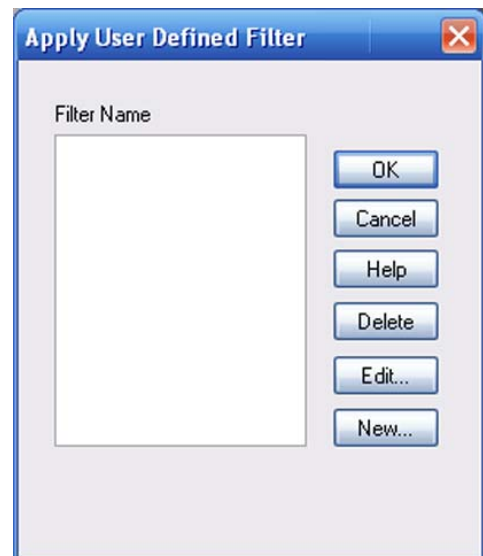 Apply User Defined Filter
Filter Name
OK
Cancel
Help
Delete
Edit...
New...